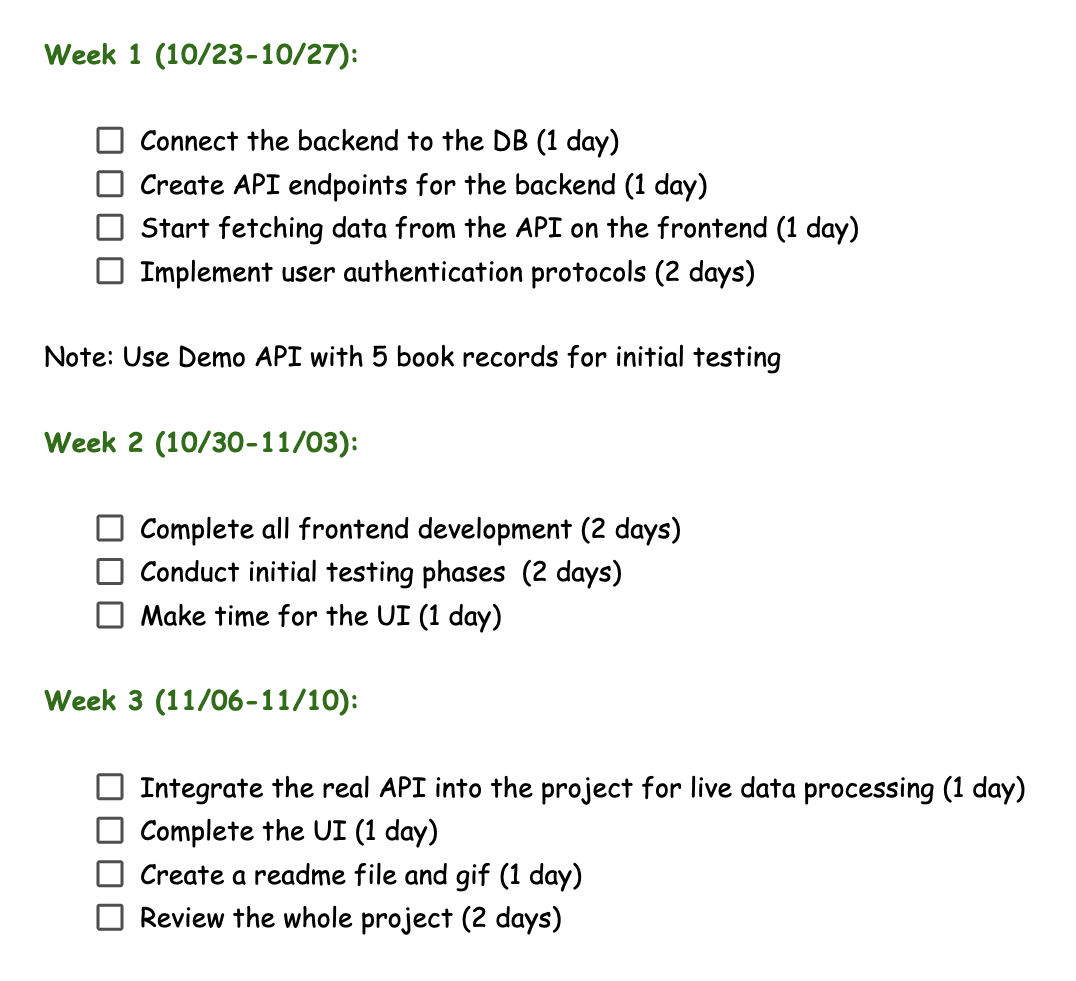 Week 1 (10/23-10/27):
Connect the backend to the DB (1 day)
Create API endpoints for the backend (1 day)
Start fetching data from the API on the frontend (1 day)
Implement user authentication protocols (2 days)
Note: Use Demo API with 5 book records for initial testing
Week 2 (10/30-11/03):
Complete all frontend development (2 days)
Conduct initial testing phases  (2 days)
Make time for the UI (1 day)
Week 3 (11/06-11/10):
Integrate the real API into the project for live data processing (1 day)
Complete the UI (1 day)
Create a readme file and gif (1 day)
Review the whole project (2 days)